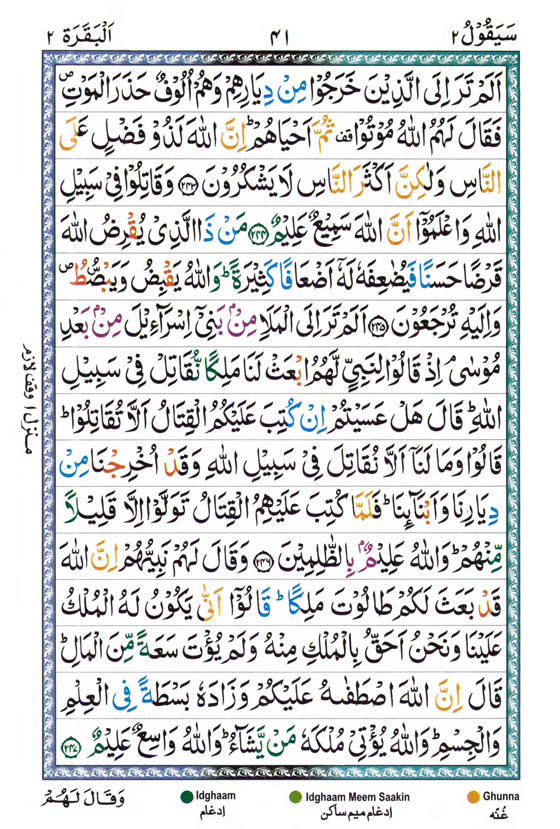 سَيَقُوْلُ ٢ ٤١ اَلْبَقَرَة ٢
اَلَمْ تَرَ اِلَى الَّذِيْنَ خَرَجُوْا مِنْ دِيَارِهِمْ وَهُمْ اُلُوْفٌ حَذَرَ الْمَوْتِ ۪
فَقَالَ لَهُمُ اللّٰهُ مُوْتُوْا ۟ ثُمَّ اَحْيَاهُمْ ؕ اِنَّ اللّٰهَ لَذُوْ فَضْلٍ عَلَى
النَّاسِ وَلٰكِنَّ اَكْثَرَ النَّاسِ لَا يَشْكُرُوْنَ ۝٢٤٣ وَقَاتِلُوْا فِيْ سَبِيْلِ
اللّٰهِ وَاعْلَمُوْۤا اَنَّ اللّٰهَ سَمِيْعٌ عَلِيْمٌ ۝٢٤٤ مَنْ ذَا الَّذِيْ يُقْرِضُ اللّٰهَ
قَرْضًا حَسَنًا فَيُضٰعِفَهٗ لَهٗۤ اَضْعَافًا كَثِيْرَةً ؕ وَاللّٰهُ يَقْبِضُ وَيَبْصُۜطُ ۪
وَاِلَيْهِ تُرْجَعُوْنَ ۝٢٤٥ اَلَمْ تَرَ اِلَى الْمَلَاِ مِنْۢ بَنِيْۤ اِسْرَآءِيْلَ مِنْۢ بَعْدِ
مُوْسٰى ۘ اِذْ قَالُوْا لِنَبِيٍّ لَّهُمُ ابْعَثْ لَنَا مَلِكًا نُّقَاتِلْ فِيْ سَبِيْلِ
اللّٰهِ ؕ قَالَ هَلْ عَسَيْتُمْ اِنْ كُتِبَ عَلَيْكُمُ الْقِتَالُ اَلَّا تُقَاتِلُوْا ؕ
قَالُوْا وَمَا لَنَاۤ اَلَّا نُقَاتِلَ فِيْ سَبِيْلِ اللّٰهِ وَقَدْ اُخْرِجْنَا مِنْ
دِيَارِنَا وَاَبْنَآئِنَا ؕ فَلَمَّا كُتِبَ عَلَيْهِمُ الْقِتَالُ تَوَلَّوْا اِلَّا قَلِيْلًا
مِّنْهُمْ ؕ وَاللّٰهُ عَلِيْمٌۢ بِالظّٰلِمِيْنَ ۝٢٤٦ وَقَالَ لَهُمْ نَبِيُّهُمْ اِنَّ اللّٰهَ
قَدْ بَعَثَ لَكُمْ طَالُوْتَ مَلِكًا ؕ قَالُوْۤا اَنّٰى يَكُوْنُ لَهُ الْمُلْكُ
عَلَيْنَا وَنَحْنُ اَحَقُّ بِالْمُلْكِ مِنْهُ وَلَمْ يُؤْتَ سَعَةً مِّنَ الْمَالِ ؕ
قَالَ اِنَّ اللّٰهَ اصْطَفٰىهُ عَلَيْكُمْ وَزَادَهٗ بَسْطَةً فِي الْعِلْمِ
وَالْجِسْمِ ؕ وَاللّٰهُ يُؤْتِيْ مُلْكَهٗ مَنْ يَّشَآءُ ؕ وَاللّٰهُ وَاسِعٌ عَلِيْمٌ ۝٢٤٧
منزل ۱ وقف لازم
وَقَالَ لَهُمْ
Idghaam
إدغام
Idghaam Meem Saakin
إدغام ميم ساكن
Ghunna
غُنّه